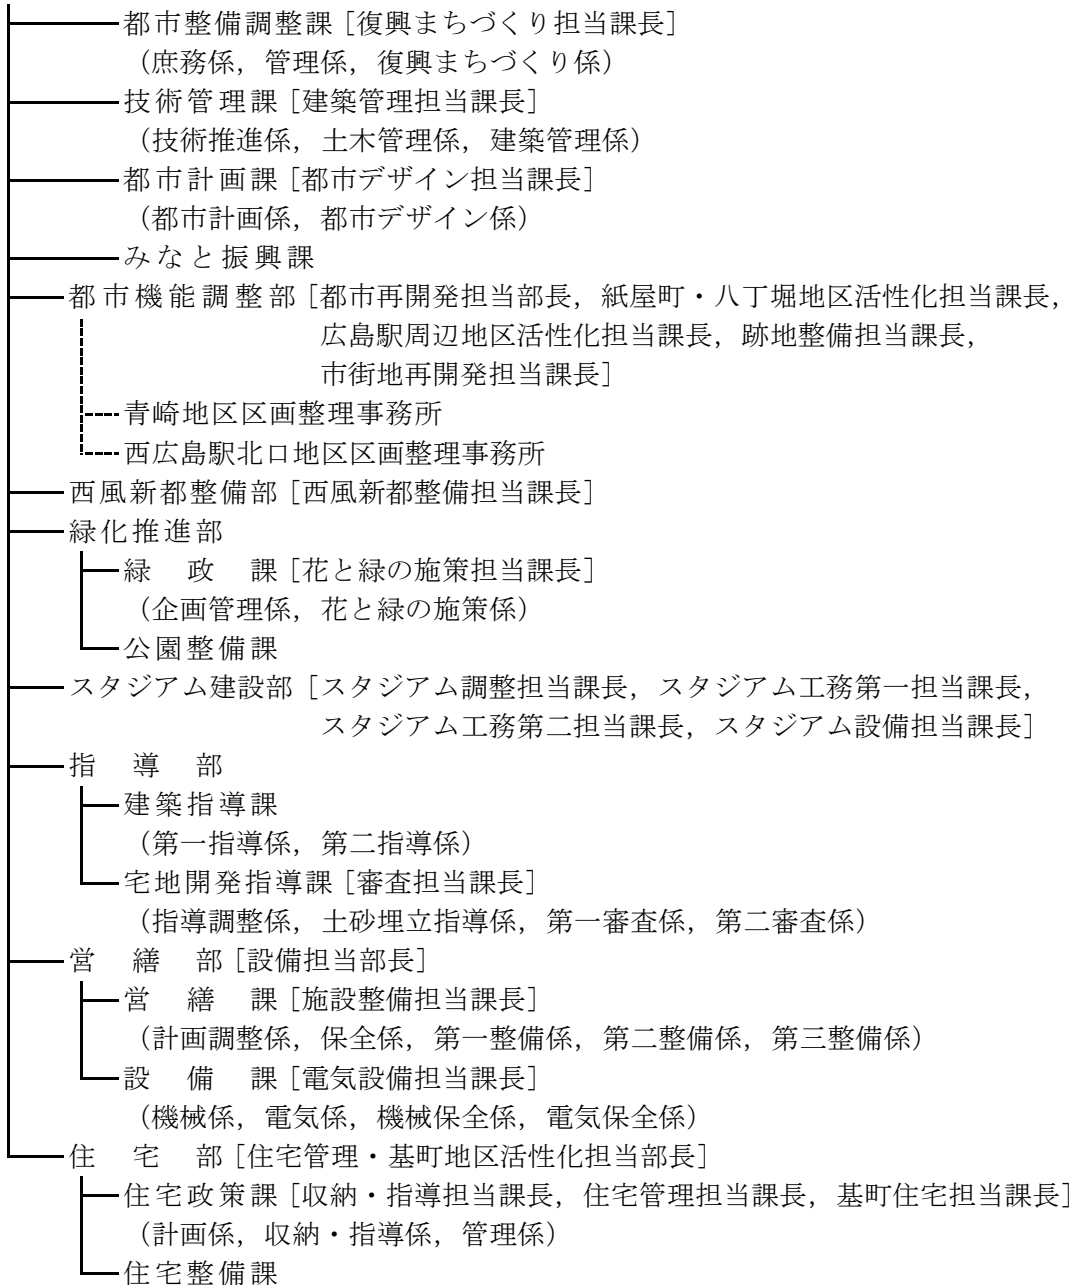 都市整備調整課［復興まちづくり担当課長］
（庶務係，管理係，復興まちづくり係）
技術管理課［建築管理担当課長］
（技術推進係，土木管理係，建築管理係）
都市計画課［都市デザイン担当課長］
（都市計画係，都市デザイン係）
みなと振興課
都市機能調整部［都市再開発担当部長，紙屋町・八丁堀地区活性化担当課長，
広島駅周辺地区活性化担当課長，跡地整備担当課長，
市街地再開発担当課長］
青崎地区区画整理事務所
西広島駅北口地区区画整理事務所
西風新都整備部［西風新都整備担当課長］
緑化推進部
緑政課［花と緑の施策担当課長］
（企画管理係，花と緑の施策係）
公園整備課
スタジアム建設部［スタジアム調整担当課長，スタジアム工務第一担当課長，
スタジアム工務第二担当課長，スタジアム設備担当課長］
指導部
建築指導課
（第一指導係，第二指導係）
宅地開発指導課［審査担当課長］
（指導調整係，土砂埋立指導係，第一審査係，第二審査係）
営繕部［設備担当部長］
営繕課［施設整備担当課長］
（計画調整係，保全係，第一整備係，第二整備係，第三整備係）
設備課［電気設備担当課長］
（機械係，電気係，機械保全係，電気保全係）
住宅部［住宅管理・基町地区活性化担当部長］
住宅政策課［収納・指導担当課長，住宅管理担当課長，基町住宅担当課長］
（計画係，収納・指導係，管理係）
住宅整備課